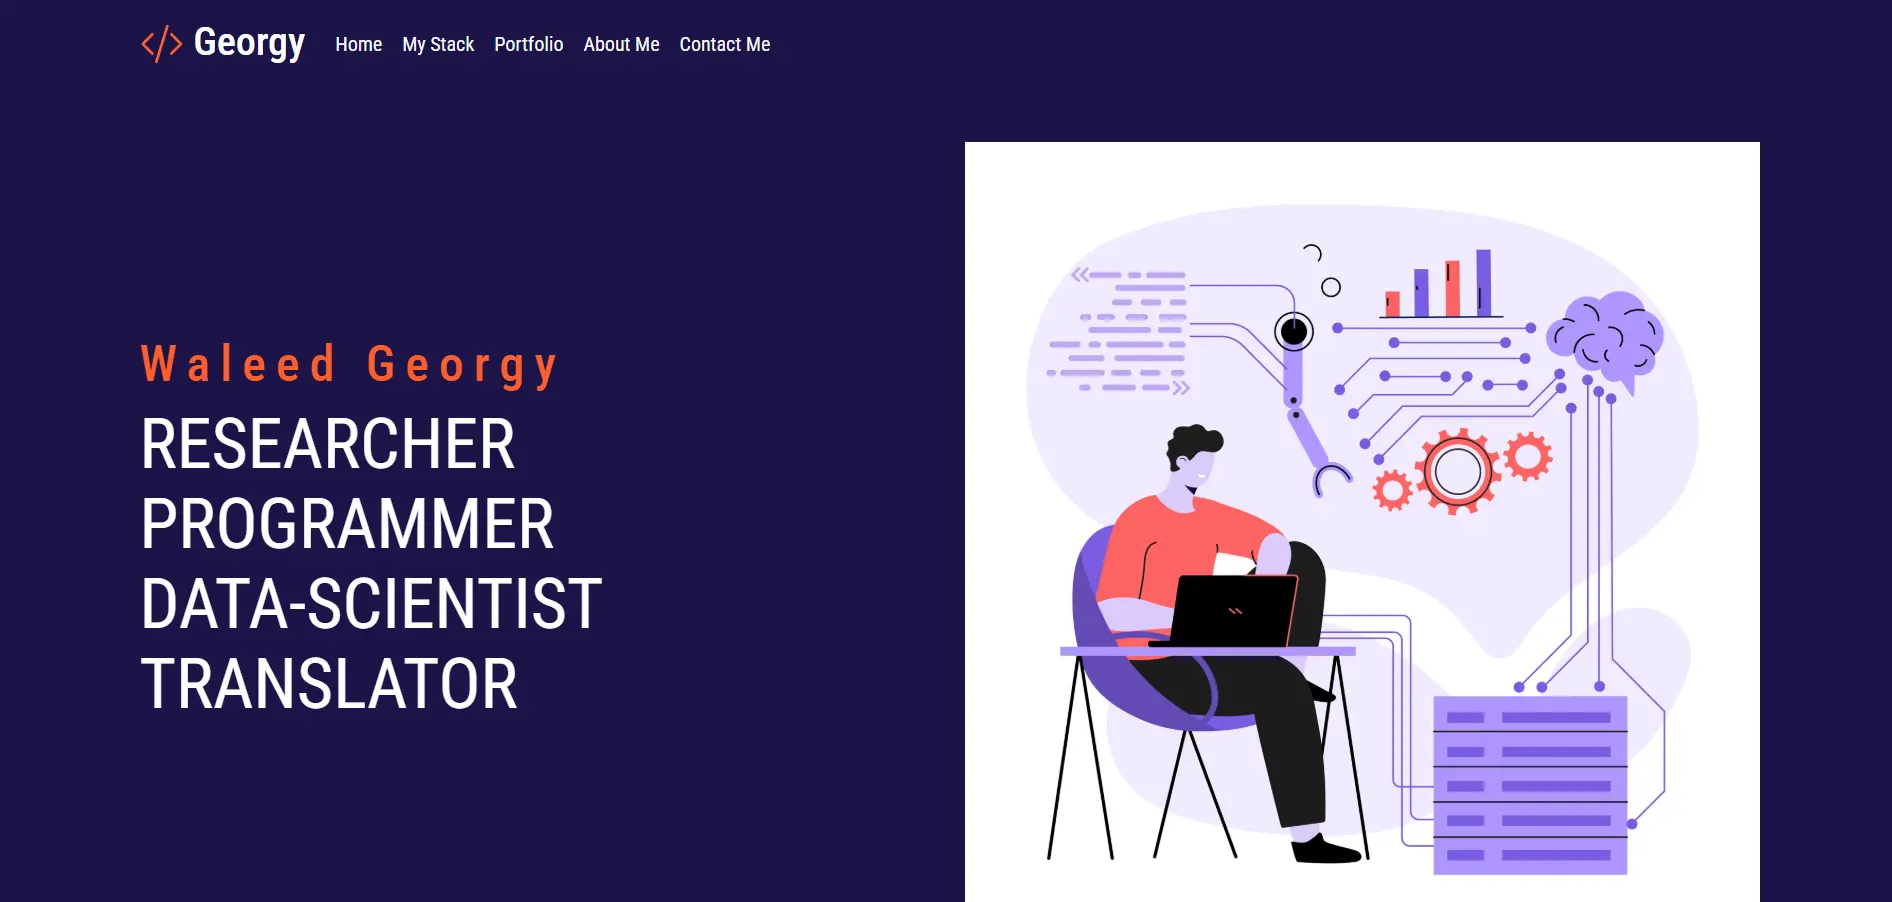 </> Georgy Home My Stack Portfolio About Me Contact Me
Waleed Georgy
RESEARCHER
PROGRAMMER
DATA-SCIENTIST
TRANSLATOR